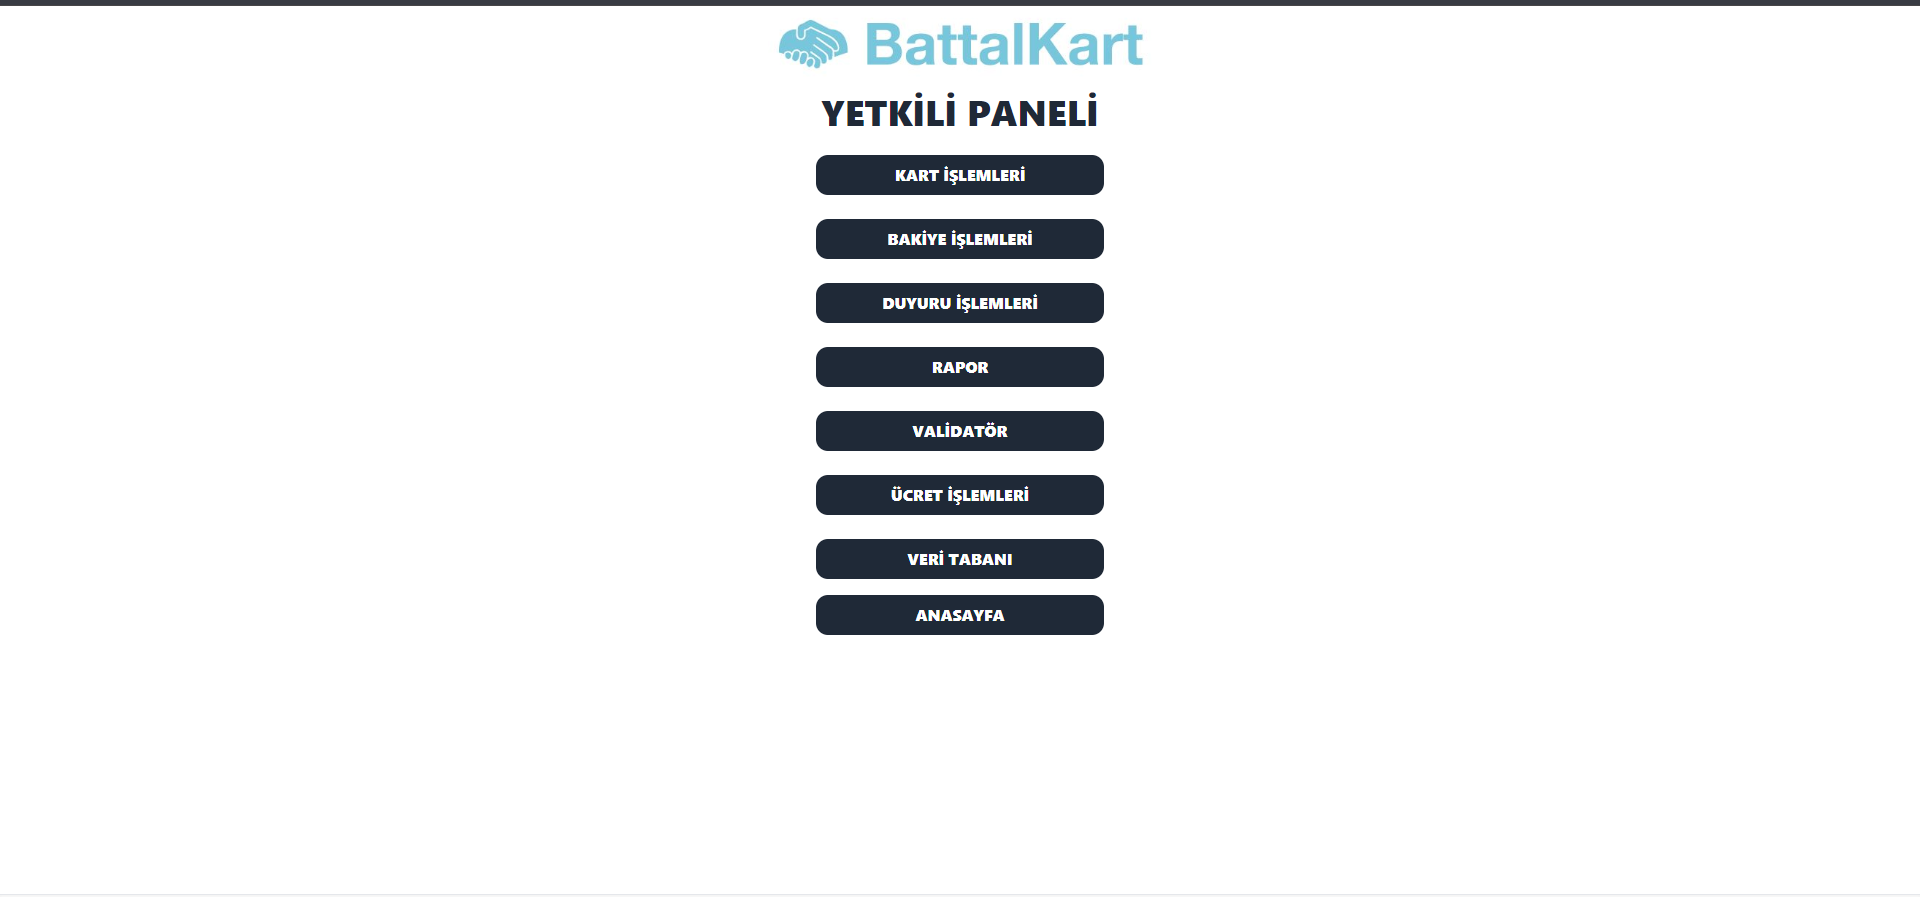 BattalKart
YETKİLİ PANELİ
KART İŞLEMLERİ
BAKİYE İŞLEMLERİ
DUYURU İŞLEMLERİ
RAPOR
VALİDATÖR
ÜCRET İŞLEMLERİ
VERİ TABANI
ANASAYFA